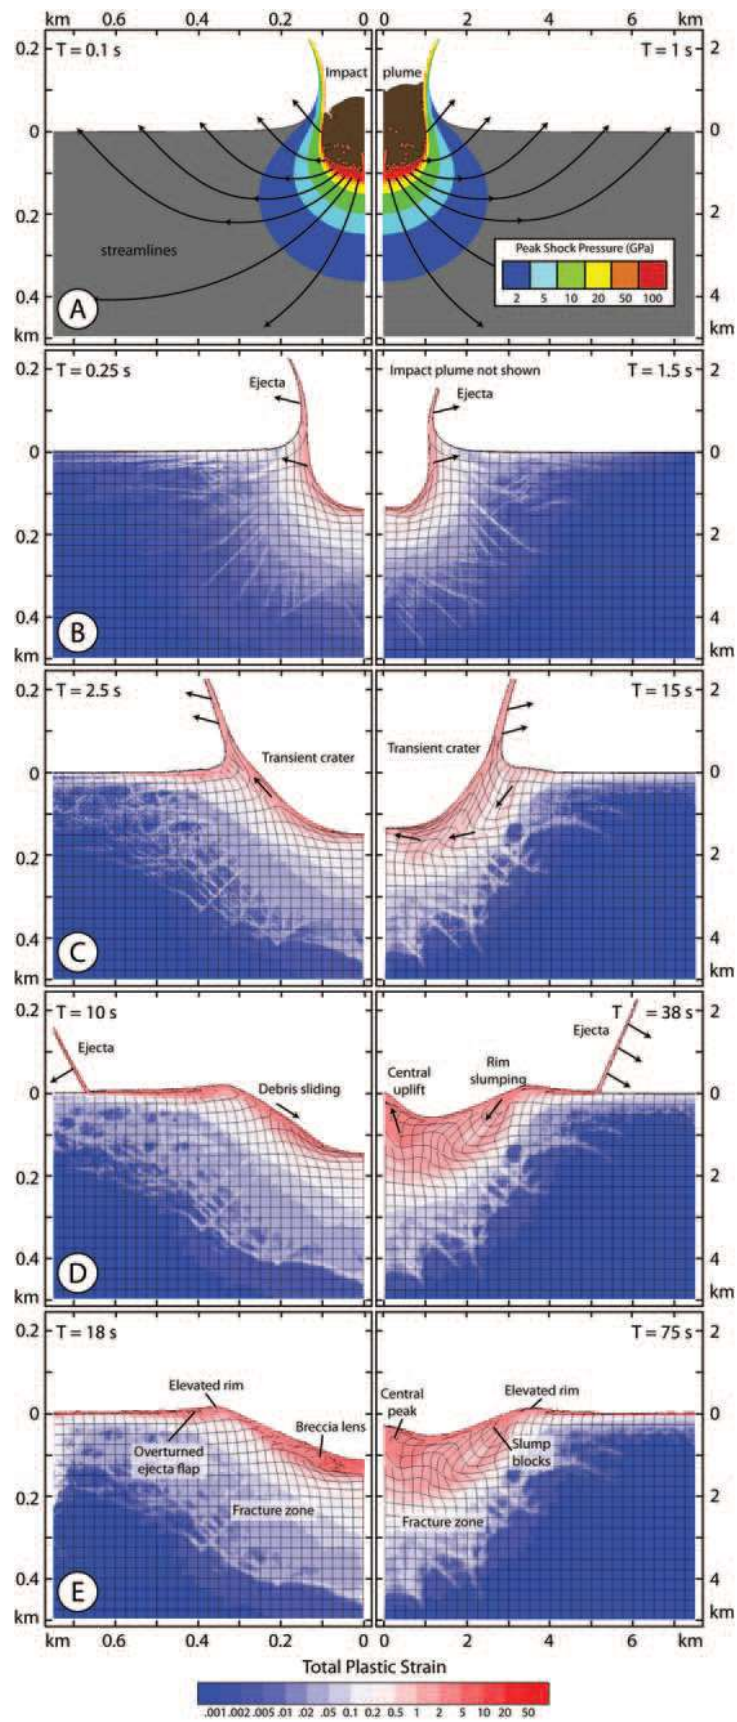 km 0.6 0.4 0.2 0 0 2 4 6 km
0.2 T = 0.1 s Impact plume T = 1 s 2
0 0
0.2 streamlines Peak Shock Pressure (GPa) 2
2 5 10 20 50 100
0.4 4
A
km km
0.2 T = 0.25 s Impact plume not shown T = 1.5 s 2
Ejecta Ejecta
0 0
0.2 2
0.4 4
B
km km
0.2 T = 2.5 s T = 15 s 2
Transient crater Transient crater
0 0
0.2 2
0.4 4
C
km km
0.2 T = 10 s T = 38 s 2
Ejecta Ejecta
Debris sliding Central uplift Rim slumping
0 0
0.2 2
0.4 4
D
km km
0.2 T = 18 s T = 75 s 2
Elevated rim Central peak Elevated rim
0 0
Breccia lens
Overturned ejecta flap Slump blocks
0.2 2
Fracture zone Fracture zone
0.4 4
E
km km
km 0.6 0.4 0.2 0 0 2 4 6 km
Total Plastic Strain
.001 .002 .005 .01 .02 .05 0.1 0.2 0.5 1 2 5 10 20 50